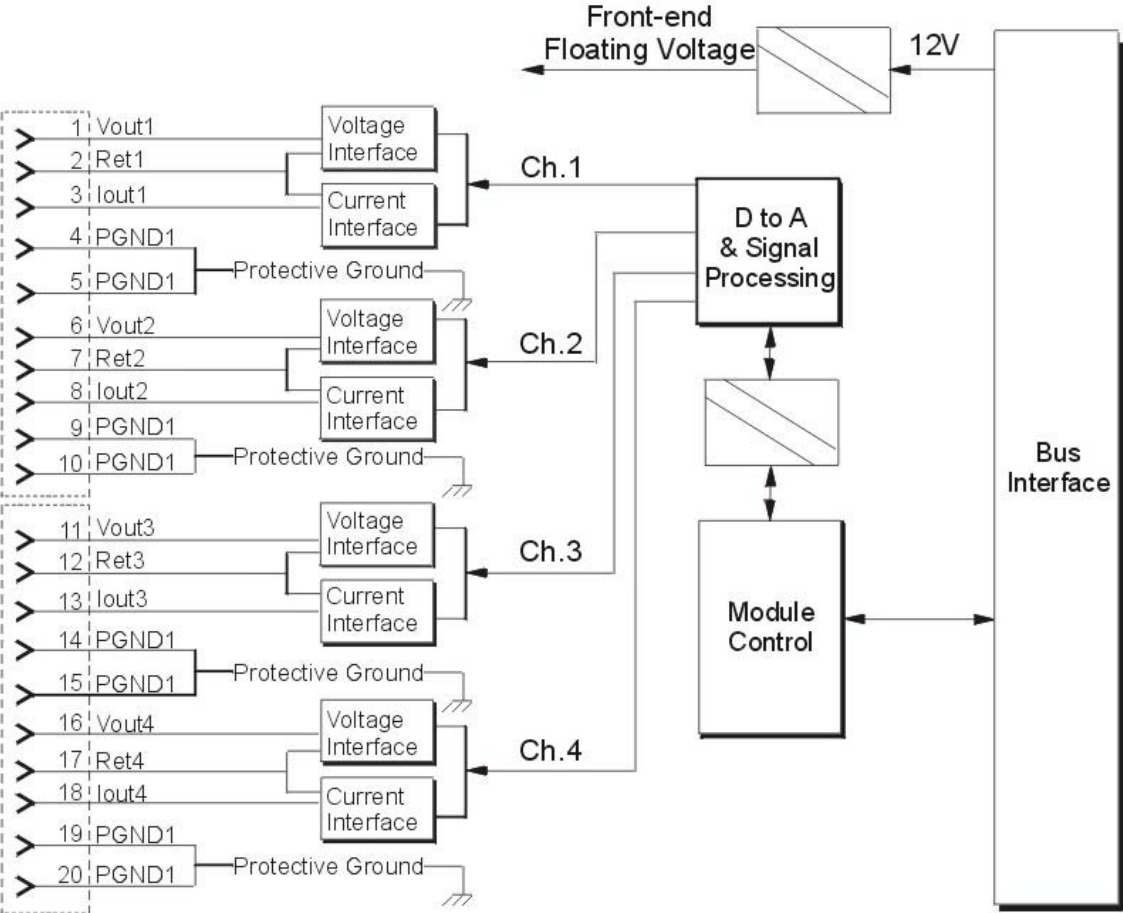 Front-end
Floating Voltage
12V
1 Vout1
2 Ret1
3 Iout1
4 PGND1
5 PGND1
6 Vout2
7 Ret2
8 Iout2
9 PGND1
10 PGND1
11 Vout3
12 Ret3
13 Iout3
14 PGND1
15 PGND1
16 Vout4
17 Ret4
18 Iout4
19 PGND1
20 PGND1
Voltage
Interface
Current
Interface
Protective Ground
Voltage
Interface
Current
Interface
Protective Ground
Voltage
Interface
Current
Interface
Protective Ground
Voltage
Interface
Current
Interface
Protective Ground
Ch.1
Ch.2
Ch.3
Ch.4
D to A
& Signal
Processing
Module
Control
Bus
Interface